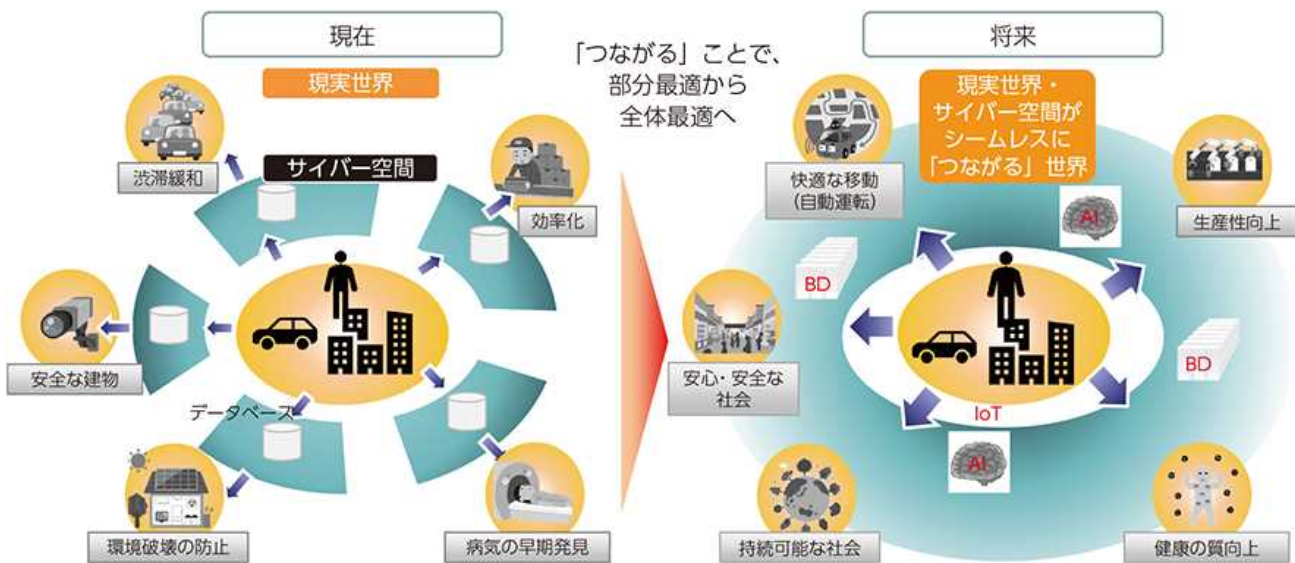 現在
現実世界
サイバー空間
渋滞緩和
効率化
安全な建物
データベース
環境破壊の防止
病気の早期発見
「つながる」ことで、
部分最適から
全体最適へ
将来
現実世界・
サイバー空間が
シームレスに
「つながる」世界
快適な移動
(自動運転)
AI
生産性向上
BD
安心・安全な
社会
BD
IoT
AI
持続可能な社会
健康の質向上